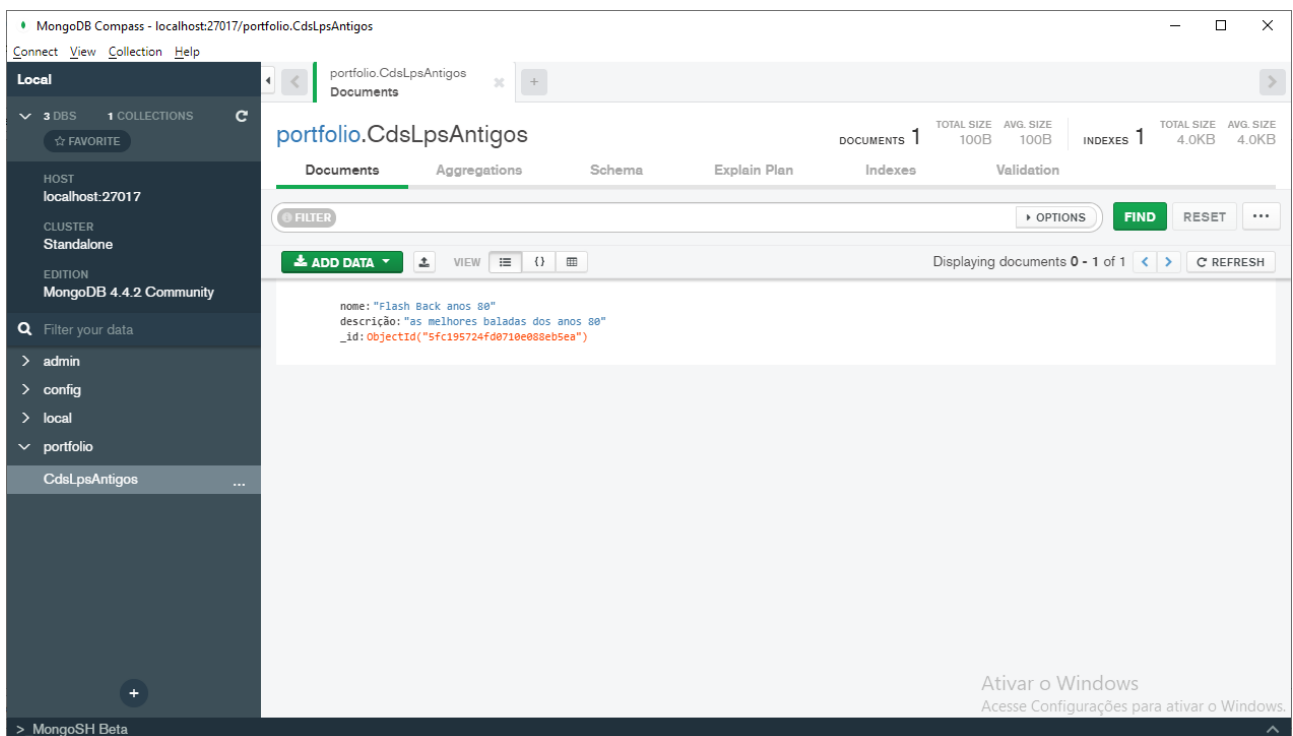 MongoDB Compass - localhost:27017/portfolio.CdsLpsAntigos
Connect View Collection Help
Local
portfolio.CdsLpsAntigos
Documents
3 DBS 1 COLLECTIONS
FAVORITE
HOST
localhost:27017
CLUSTER
Standalone
EDITION
MongoDB 4.4.2 Community
Filter your data
admin
config
local
portfolio
CdsLpsAntigos
...
portfolio.CdsLpsAntigos
DOCUMENTS 1 TOTAL SIZE 100B AVG. SIZE 100B INDEXES 1 TOTAL SIZE 4.0KB AVG. SIZE 4.0KB
Documents Aggregations Schema Explain Plan Indexes Validation
FILTER OPTIONS FIND RESET ...
ADD DATA VIEW {} Displaying documents 0 - 1 of 1 < > REFRESH
nome: "Flash Back anos 80"
descrição: "as melhores baladas dos anos 80"
_id: ObjectId("5fc195724fd0710e088eb5ea")
Ativar o Windows
Acesse Configurações para ativar o Windows.
> MongoSH Beta